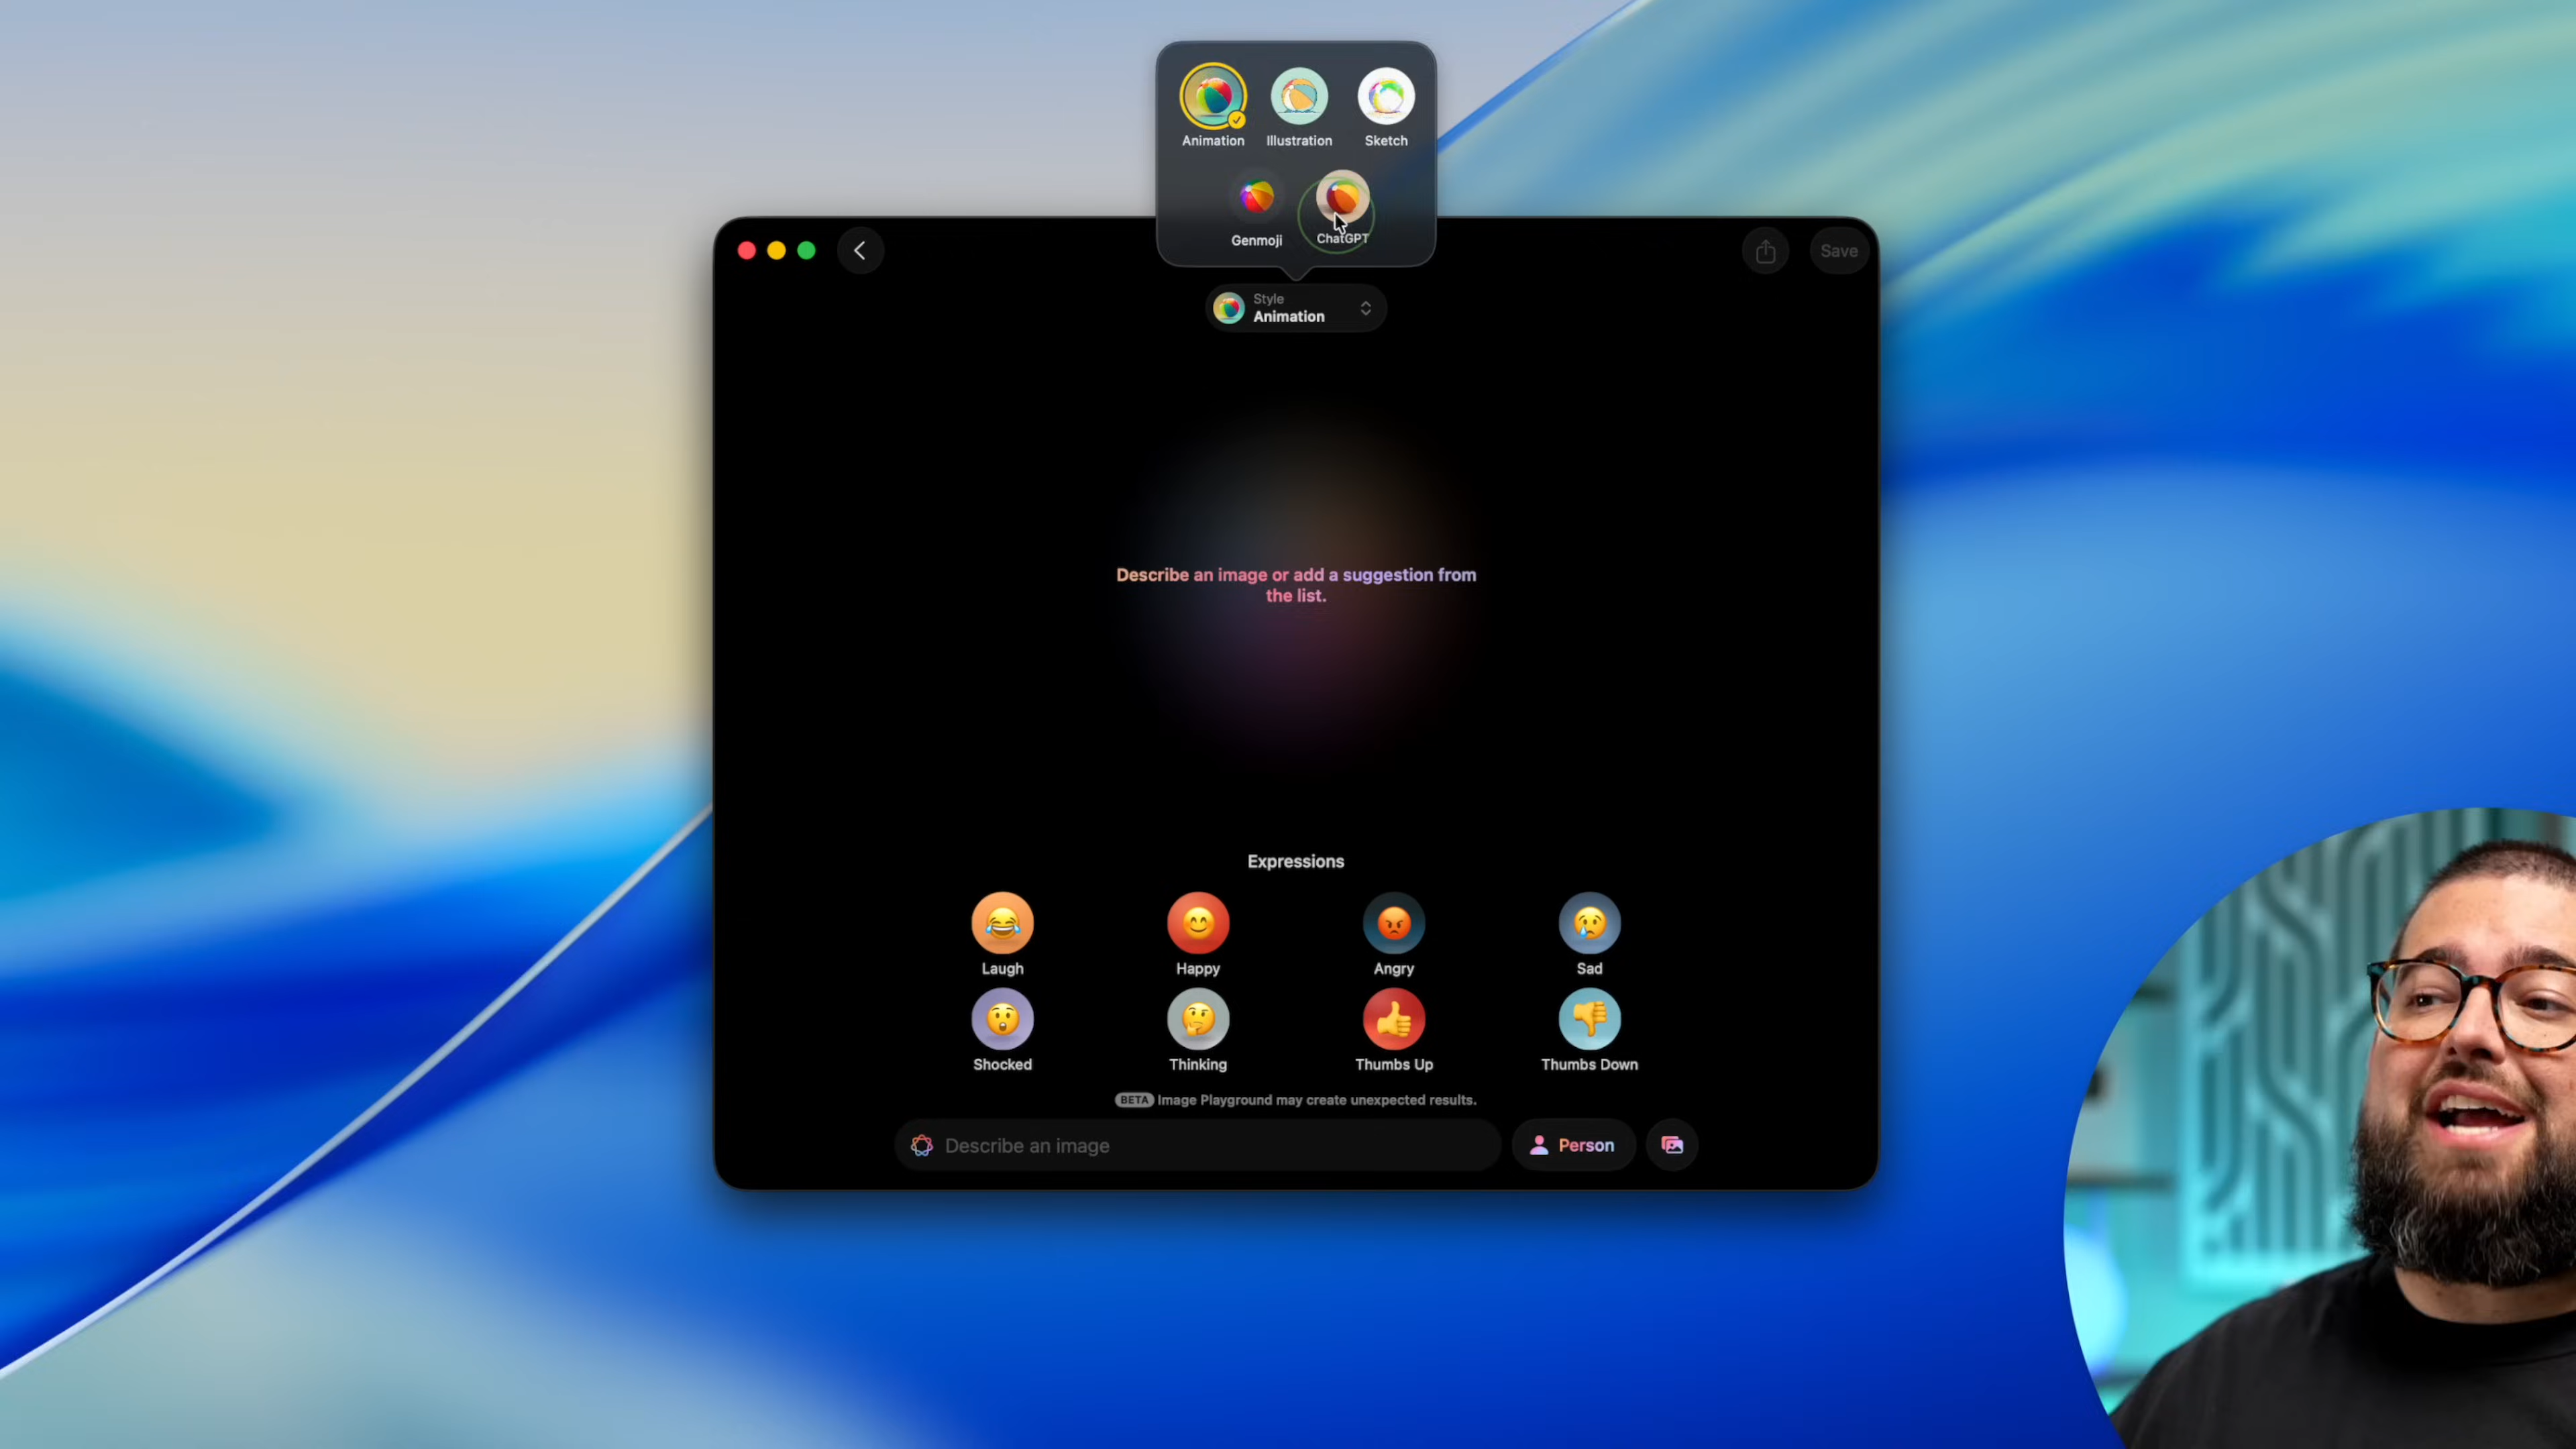 Animation
Illustration
Sketch
Genmoji
ChatGPT
Save
Style
Animation
Describe an image or add a suggestion from
the list.
Expressions
Laugh
Happy
Angry
Sad
Shocked
Thinking
Thumbs Up
Thumbs Down
BETA Image Playground may create unexpected results.
Describe an image
Person